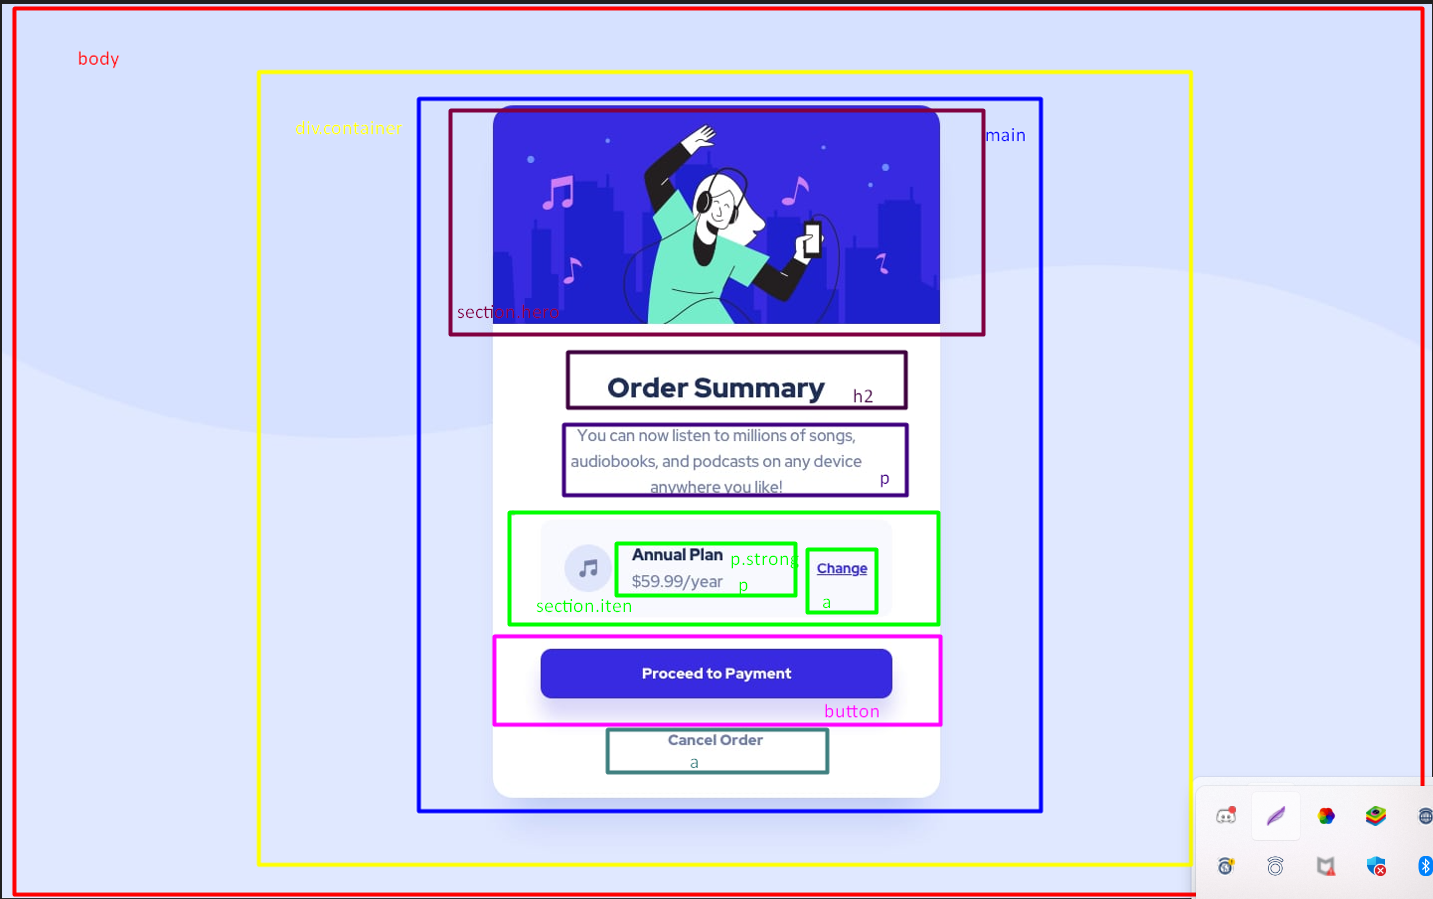 body
div.container
main
section.hero
Order Summary
h2
You can now listen to millions of songs,
audiobooks, and podcasts on any device
anywhere you like!
p
Annual Plan
p.strong
$59.99/year
p
Change
a
section.iten
Proceed to Payment
button
Cancel Order
a